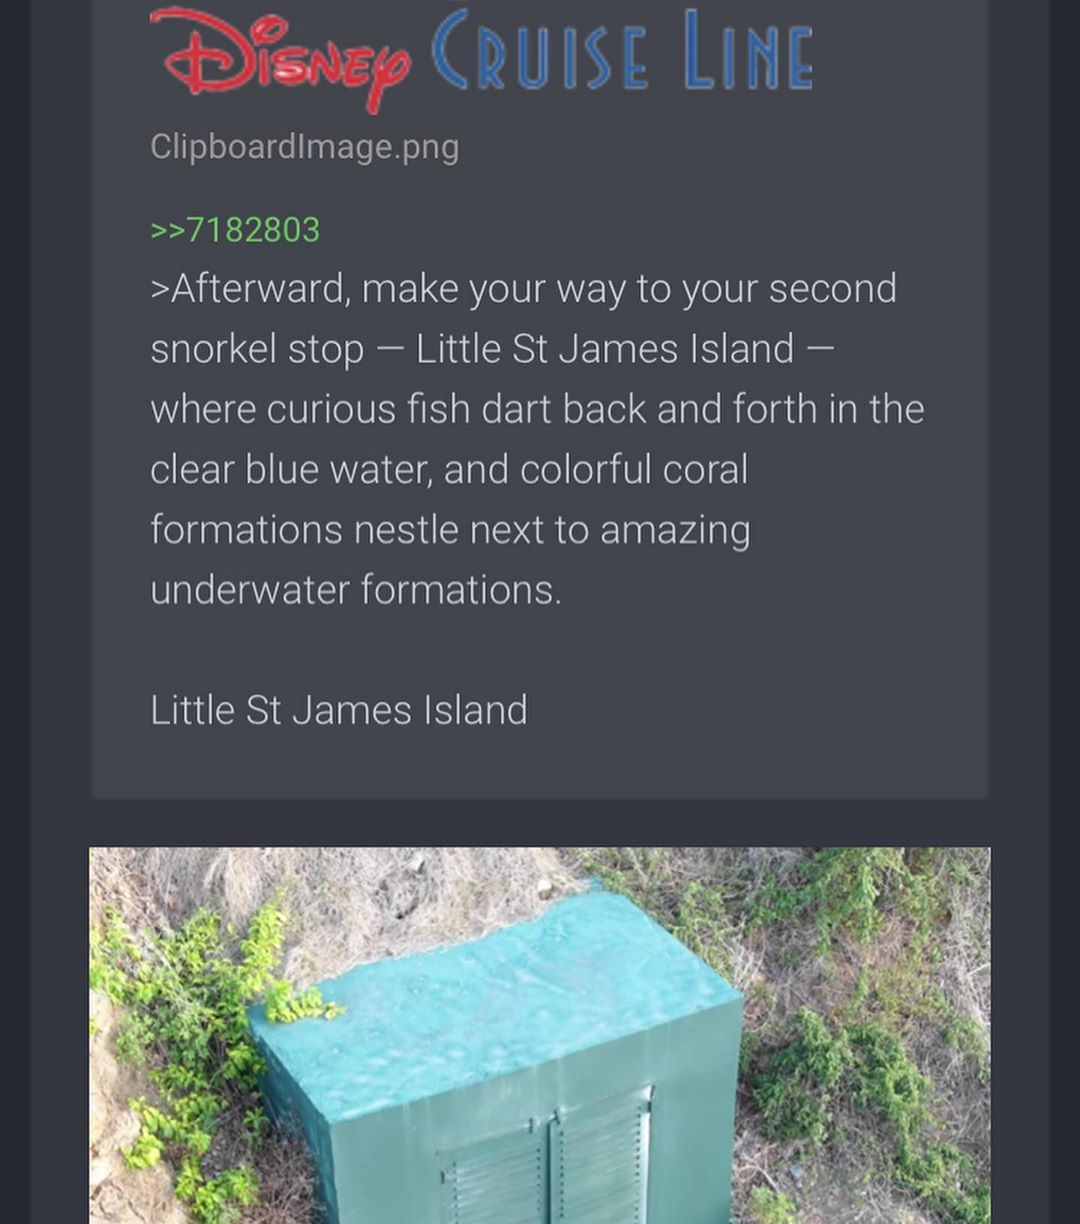 Disney Cruise Line
ClipboardImage.png
>>7182803
>Afterward, make your way to your second
snorkel stop — Little St James Island —
where curious fish dart back and forth in the
clear blue water, and colorful coral
formations nestle next to amazing
underwater formations.
Little St James Island